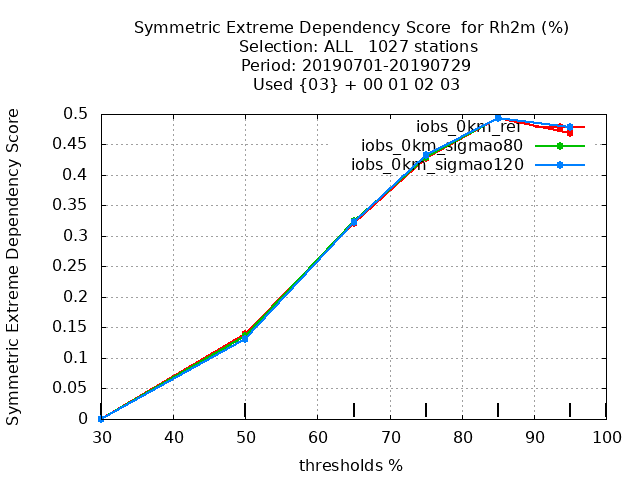 Symmetric Extreme Dependency Score  for Rh2m (%)
Selection: ALL   1027 stations
Period: 20190701-20190729
Used {03} + 00 01 02 03
Symmetric Extreme Dependency Score
0.5
0.45
0.4
0.35
0.3
0.25
0.2
0.15
0.1
0.05
0
iobs_0km_ref
iobs_0km_sigmao80
iobs_0km_sigmao120
30 40 50 60 70 80 90 100
thresholds %